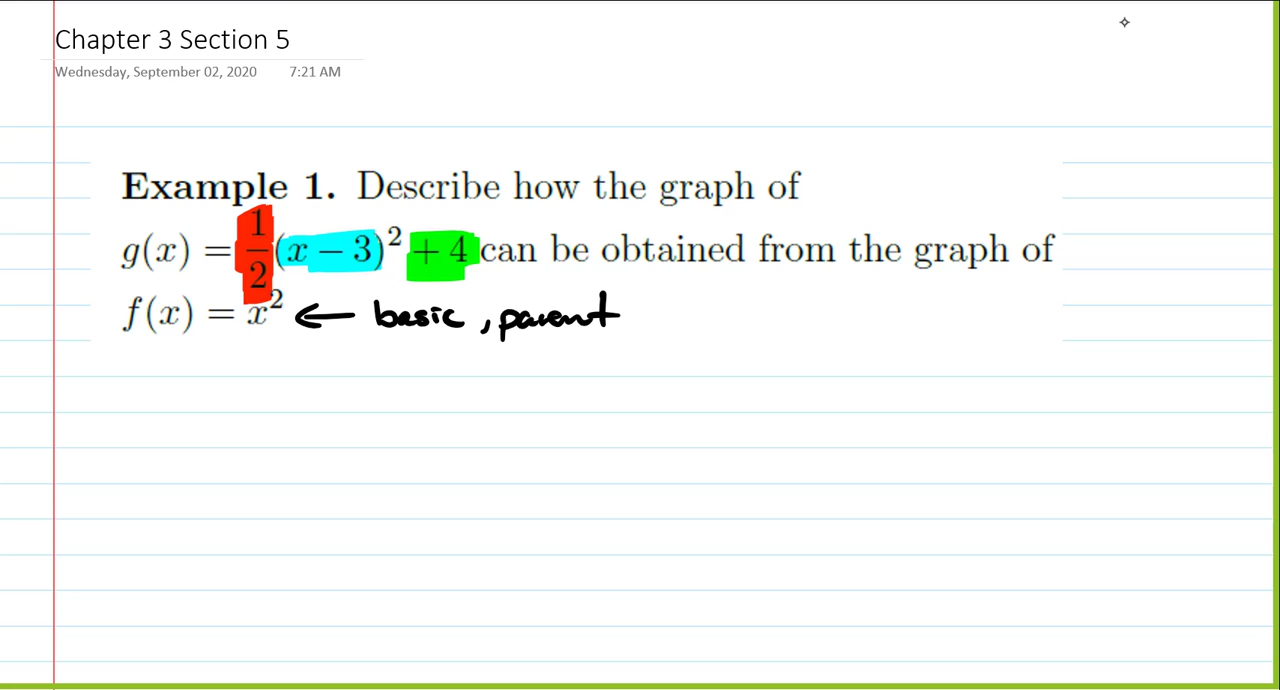 Chapter 3 Section 5
Wednesday, September 02, 2020 7:21 AM
Example 1. Describe how the graph of
g(x) = 1/2(x − 3)² + 4 can be obtained from the graph of
f(x) = x² ← basic, parent